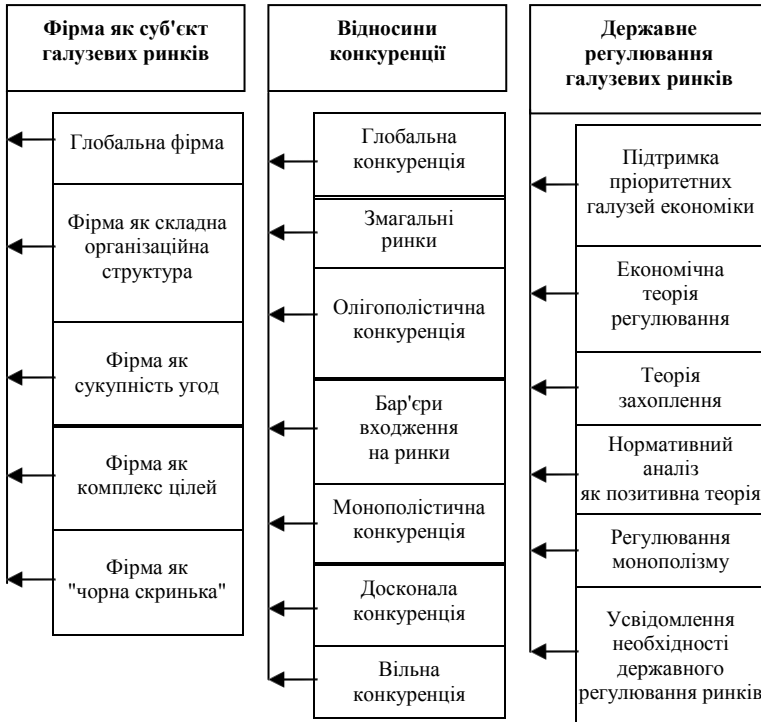 Фірма як суб'єкт
галузевих ринків
Глобальна фірма
Фірма як складна
організаційна
структура
Фірма як
сукупність угод
Фірма як
комплекс цілей
Фірма як
"чорна скринька"
Відносини
конкуренції
Глобальна
конкуренція
Змагальні
ринки
Олігополістична
конкуренція
Бар'єри
входження
на ринки
Монополістична
конкуренція
Досконала
конкуренція
Вільна
конкуренція
Державне
регулювання
галузевих ринків
Підтримка
пріоритетних
галузей економіки
Економічна
теорія
регулювання
Теорія
захоплення
Нормативний
аналіз
як позитивна теорія
Регулювання
монополізму
Усвідомлення
необхідності
державного
регулювання ринків